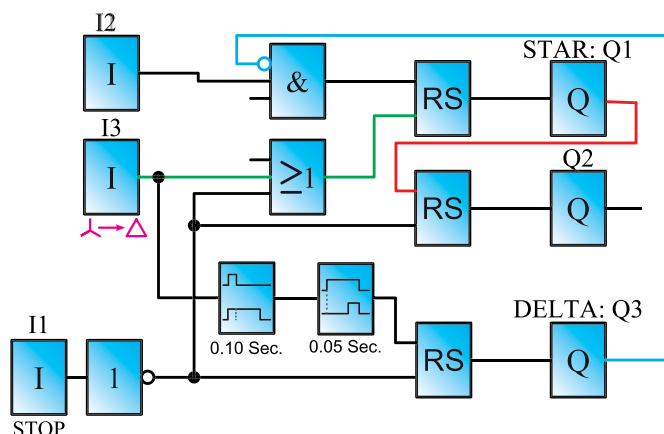 I2
I
&
RS
STAR: Q1
Q
I3
I
≥1
Q2
RS
Q
0.10 Sec.
0.05 Sec.
DELTA: Q3
RS
Q
I1
I
1
STOP